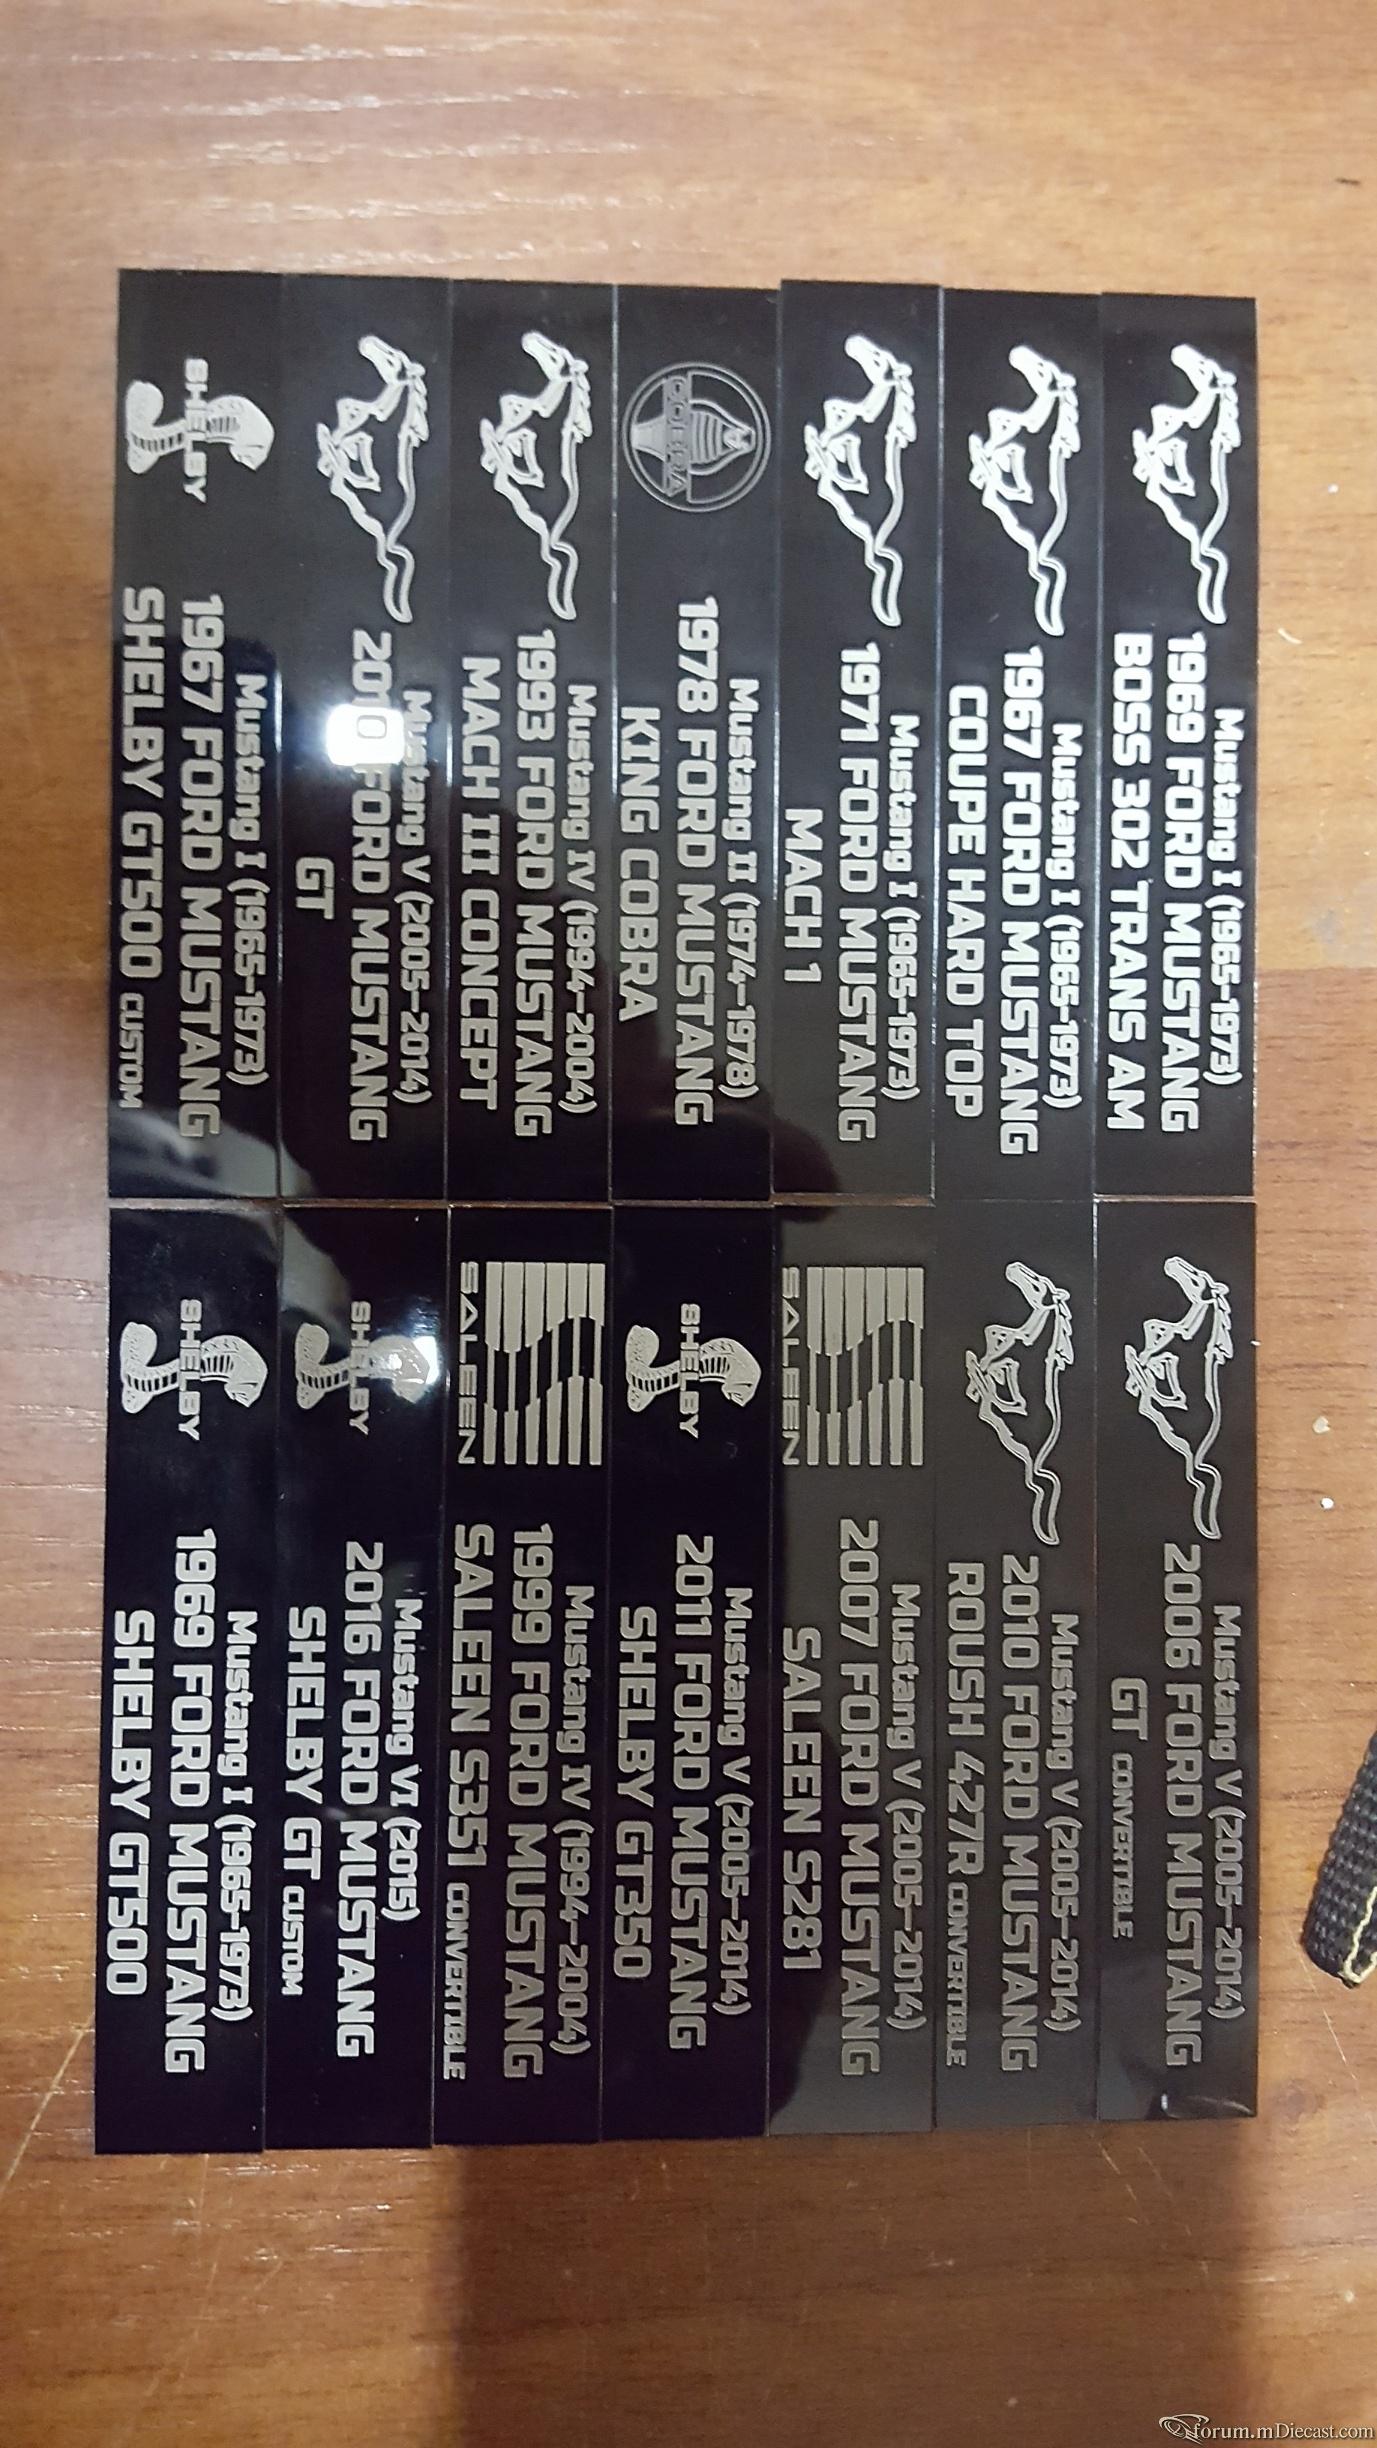 Mustang I (1965-1973)
1969 FORD MUSTANG
BOSS 302 TRANS AM
Mustang V (2005–2014)
2006 FORD MUSTANG
GT CONVERTIBLE
Mustang I (1965-1973)
1967 FORD MUSTANG
COUPE HARD TOP
Mustang V (2005–2014)
2010 FORD MUSTANG
ROUSH 427R CONVERTIBLE
Mustang I (1965-1973)
1971 FORD MUSTANG
MACH 1
SALEEN
Mustang V (2005–2014)
2007 FORD MUSTANG
SALEEN S281
COBRA
Mustang II (1974–1978)
1978 FORD MUSTANG
KING COBRA
SHELBY
Mustang V (2005–2014)
2011 FORD MUSTANG
SHELBY GT350
Mustang IV (1994–2004)
1993 FORD MUSTANG
MACH III CONCEPT
SALEEN
Mustang IV (1994–2004)
1999 FORD MUSTANG
SALEEN S351 CONVERTIBLE
Mustang V (2005–2014)
2010 FORD MUSTANG
GT
SHELBY
Mustang VI (2015)
2016 FORD MUSTANG
SHELBY GT CUSTOM
SHELBY
Mustang I (1965-1973)
1967 FORD MUSTANG
SHELBY GT500 CUSTOM
SHELBY
Mustang I (1965-1973)
1969 FORD MUSTANG
SHELBY GT500
forum.mDiecast.com